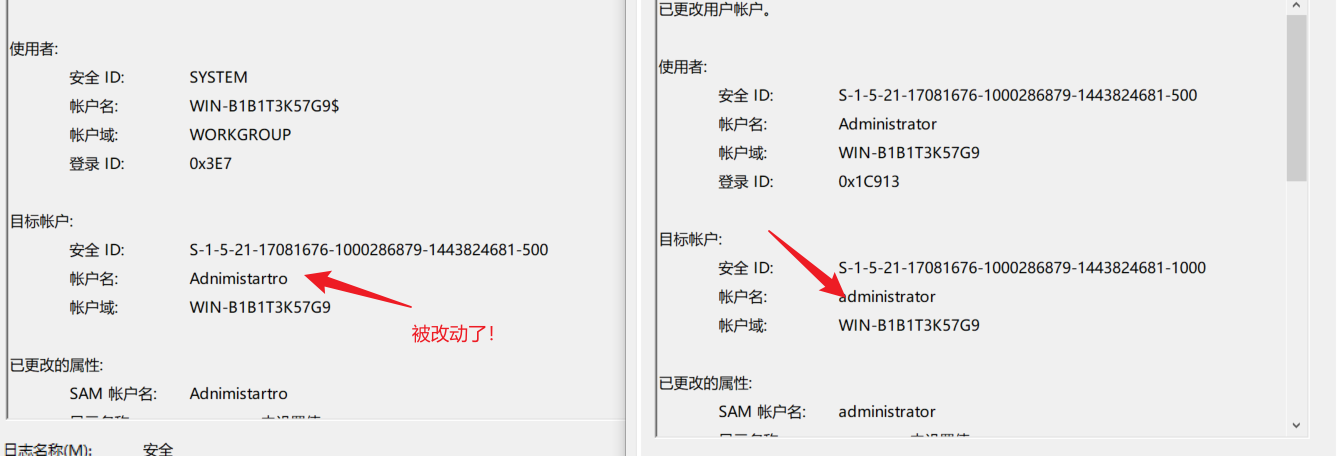 使用者:
安全 ID: SYSTEM
帐户名: WIN-B1B1T3K57G9$
帐户域: WORKGROUP
登录 ID: 0x3E7
目标帐户:
安全 ID: S-1-5-21-17081676-1000286879-1443824681-500
帐户名: Adnimistartro
帐户域: WIN-B1B1T3K57G9
被改动了!
已更改的属性:
SAM 帐户名: Adnimistartro
日志名称(M): 安全
已更改用户帐户。
使用者:
安全 ID: S-1-5-21-17081676-1000286879-1443824681-500
帐户名: Administrator
帐户域: WIN-B1B1T3K57G9
登录 ID: 0x1C913
目标帐户:
安全 ID: S-1-5-21-17081676-1000286879-1443824681-1000
帐户名: administrator
帐户域: WIN-B1B1T3K57G9
已更改的属性:
SAM 帐户名: administrator